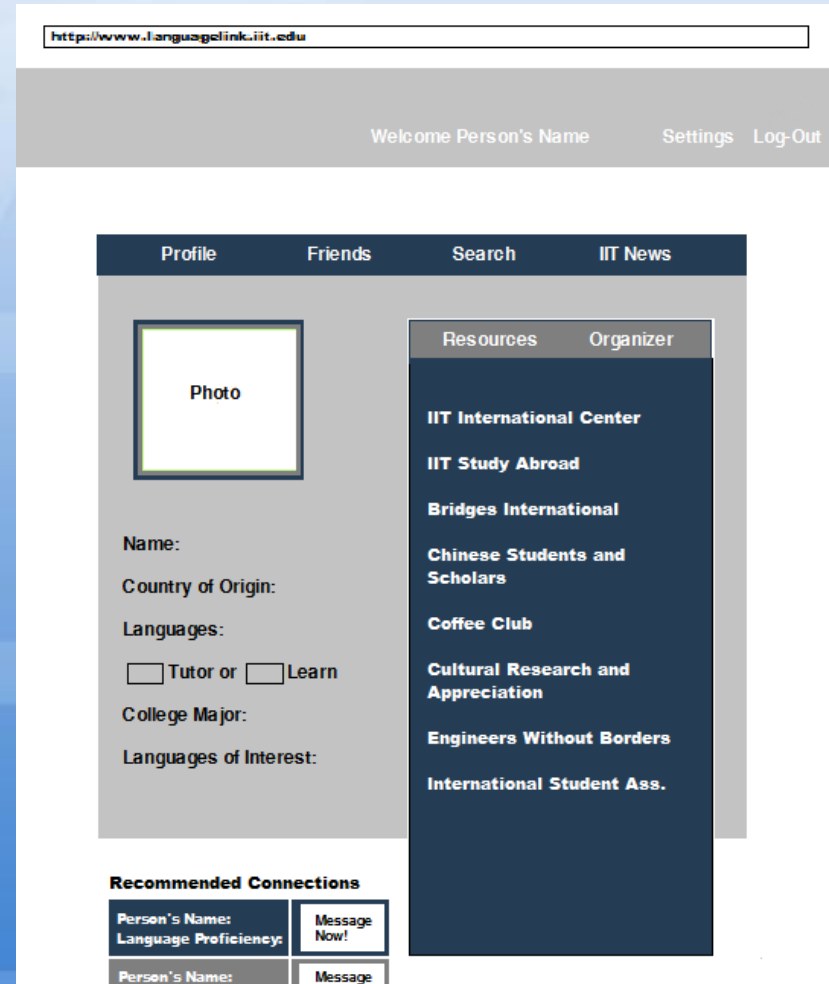 http://www.languagelink.iit.edu
Welcome Person's Name Settings Log-Out
Profile Friends Search IIT News
Photo
Name:
Country of Origin:
Languages:
Tutor or Learn
College Major:
Languages of Interest:
Resources Organizer
IIT International Center
IIT Study Abroad
Bridges International
Chinese Students and
Scholars
Coffee Club
Cultural Research and
Appreciation
Engineers Without Borders
International Student Ass.
Recommended Connections
Person's Name:
Language Proficiency:
Message
Now!
Person's Name:
Message